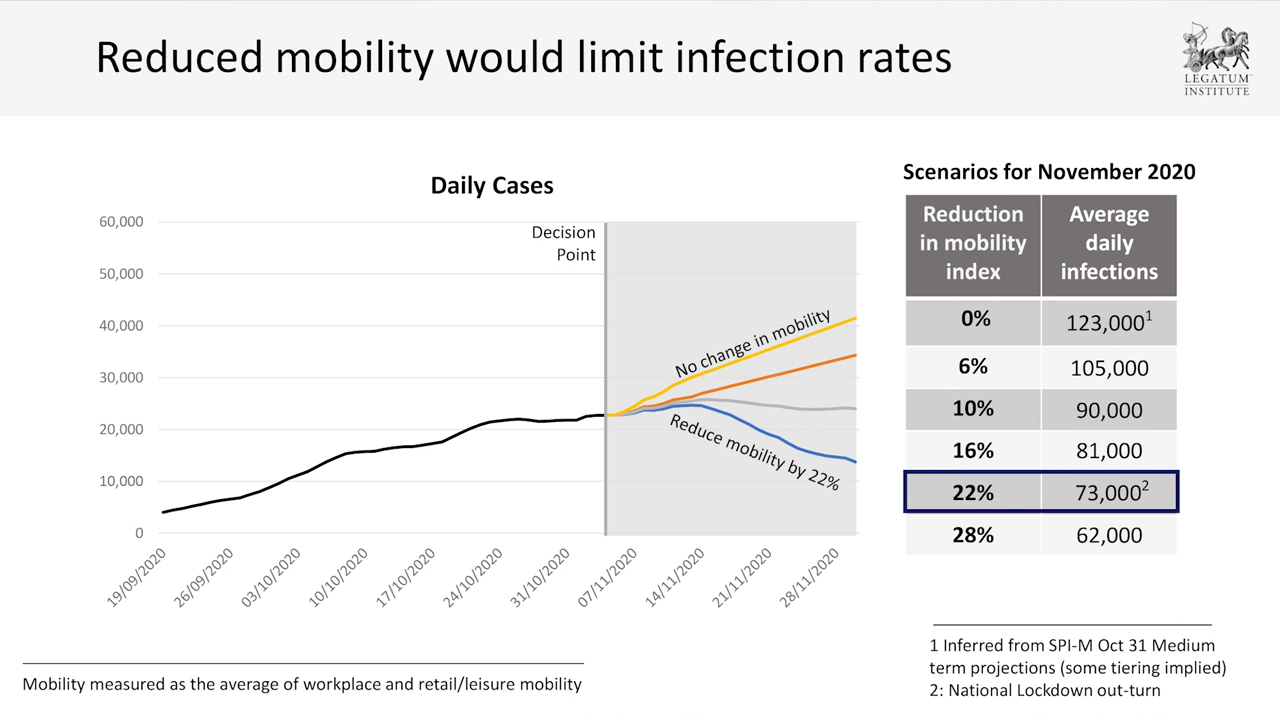 Reduced mobility would limit infection rates
LEGATUM
INSTITUTE
Daily Cases
60,000
50,000
40,000
30,000
20,000
10,000
0
Decision
Point
No change in mobility
Reduce mobility by 22%
19/09/2020
26/09/2020
03/10/2020
10/10/2020
17/10/2020
24/10/2020
31/10/2020
07/11/2020
14/11/2020
21/11/2020
28/11/2020
Scenarios for November 2020
Reduction
in mobility
index
Average
daily
infections
0% 123,000¹
6% 105,000
10% 90,000
16% 81,000
22% 73,000²
28% 62,000
Mobility measured as the average of workplace and retail/leisure mobility
1 Inferred from SPI-M Oct 31 Medium
term projections (some tiering implied)
2: National Lockdown out-turn